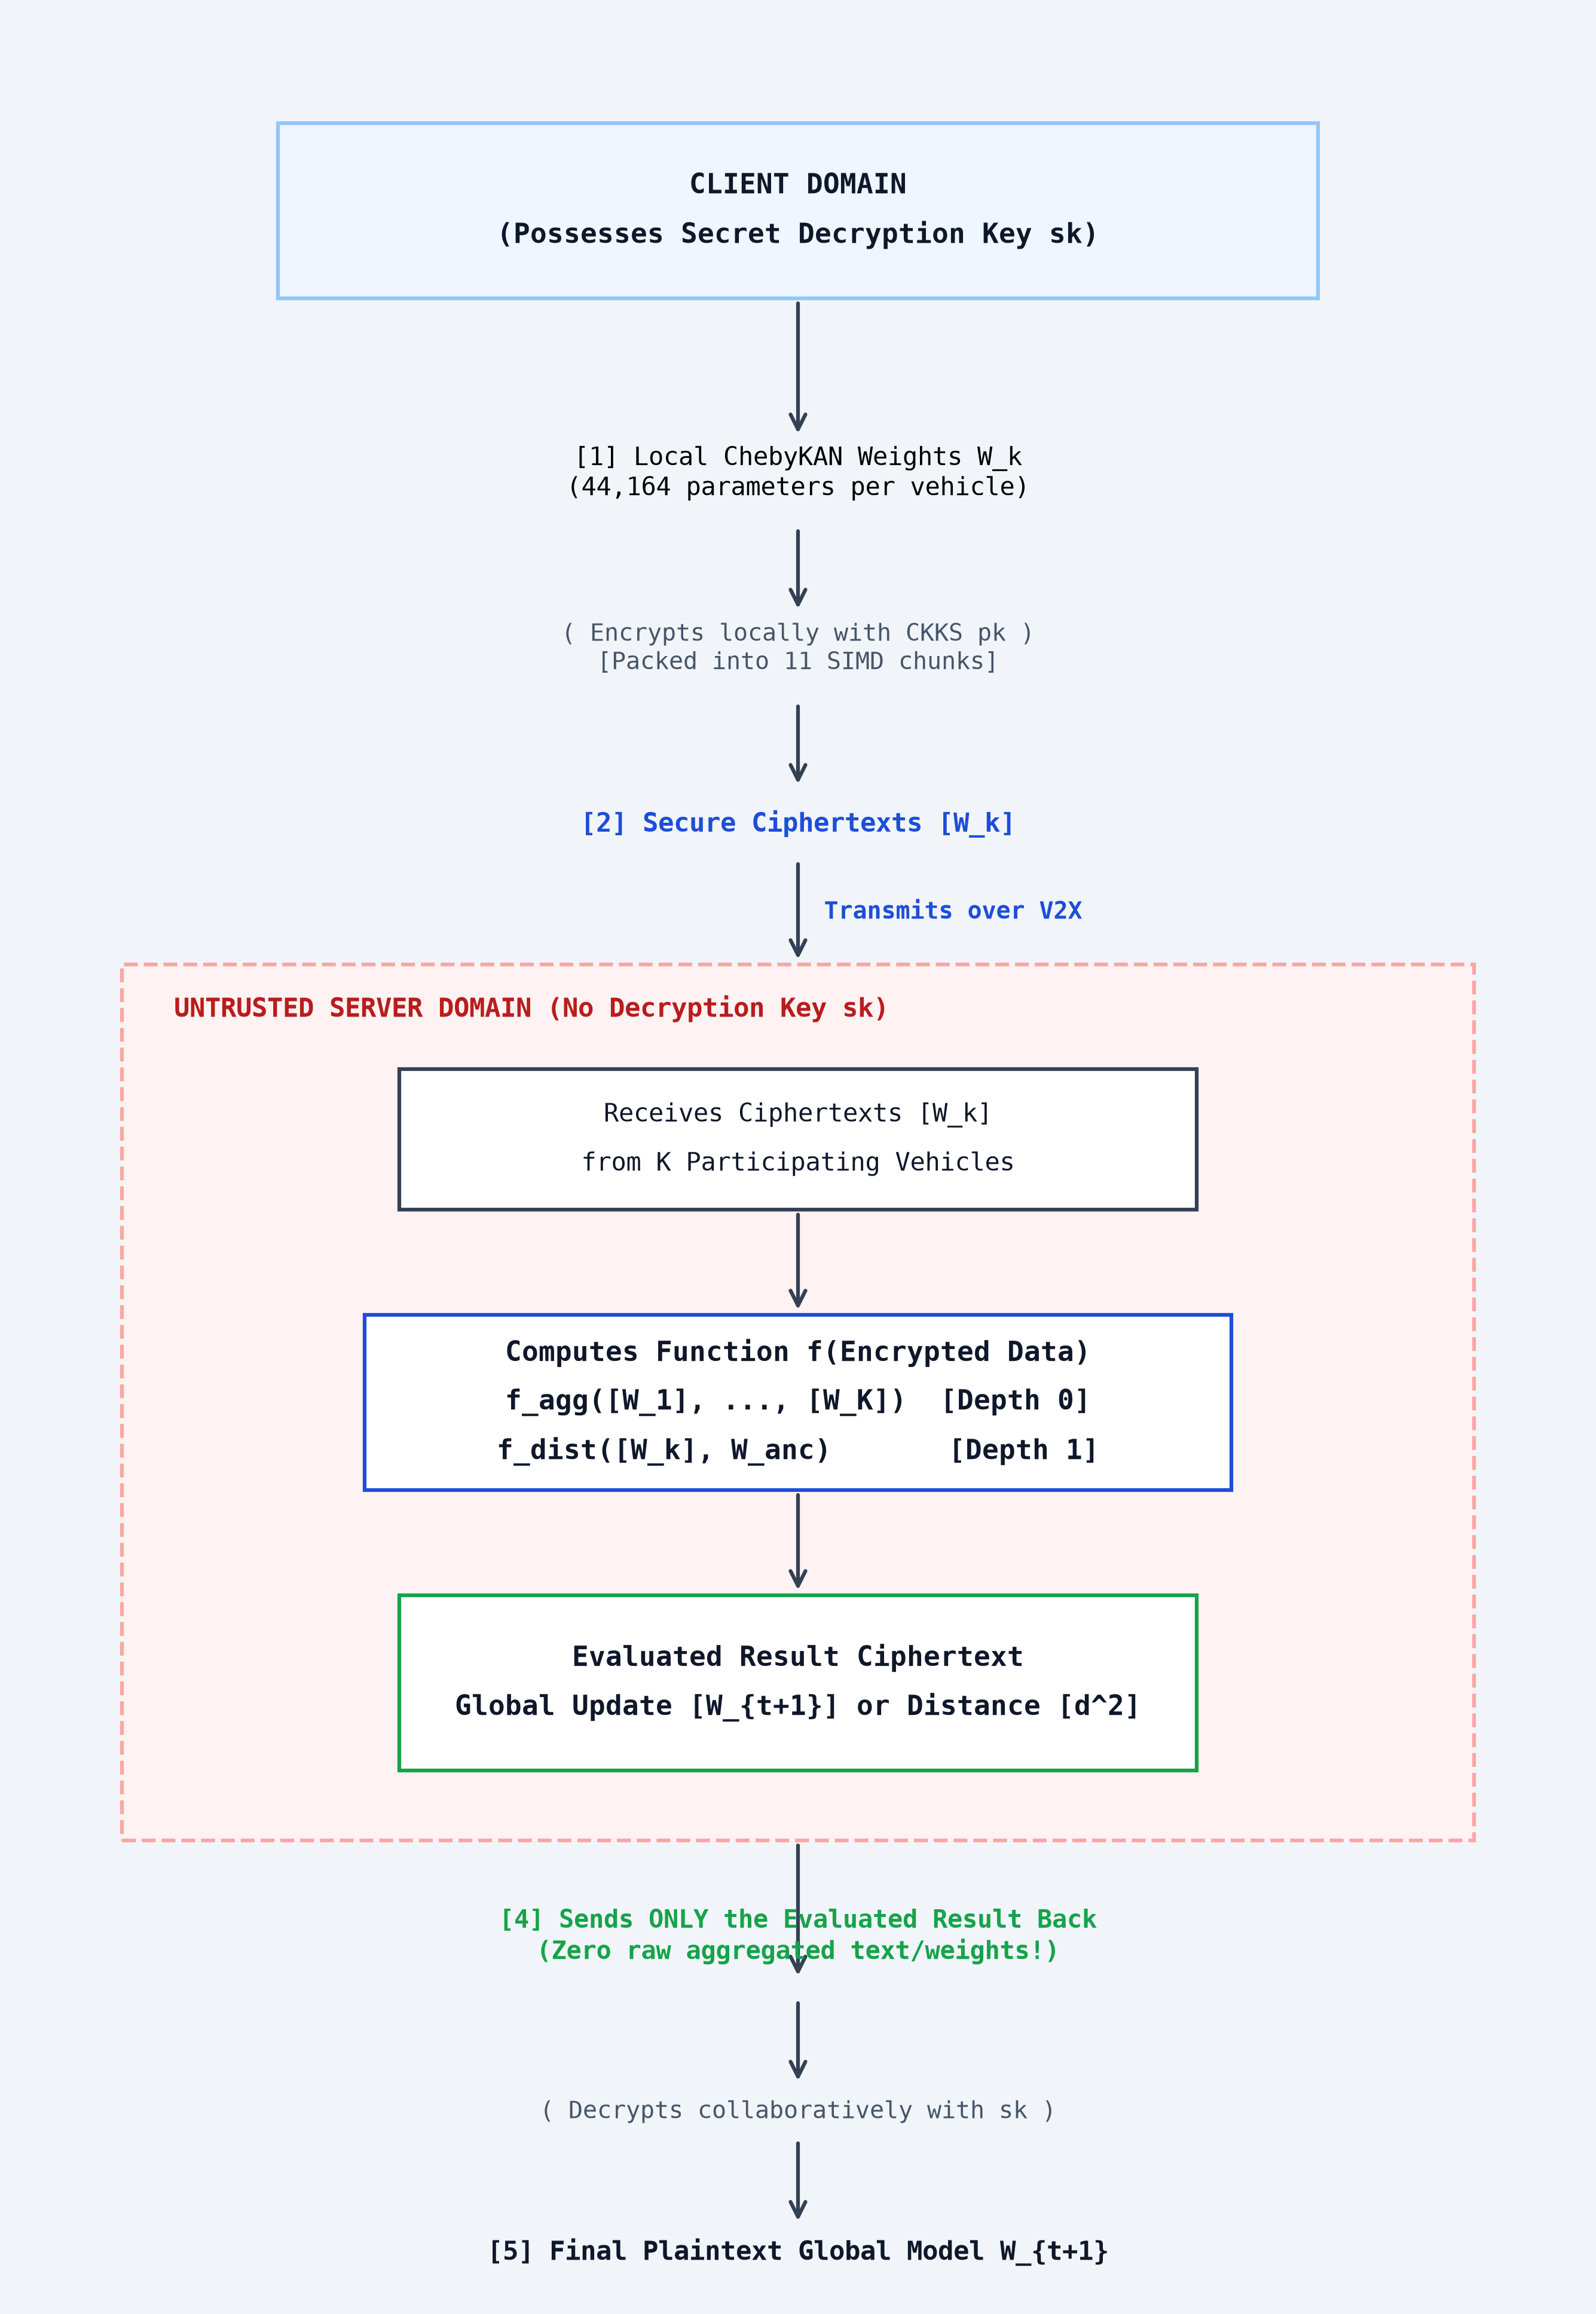 CLIENT DOMAIN
(Possesses Secret Decryption Key sk)
[1] Local ChebyKAN Weights W_k
(44,164 parameters per vehicle)
( Encrypts locally with CKKS pk )
[Packed into 11 SIMD chunks]
[2] Secure Ciphertexts [W_k]
Transmits over V2X
UNTRUSTED SERVER DOMAIN (No Decryption Key sk)
Receives Ciphertexts [W_k]
from K Participating Vehicles
Computes Function f(Encrypted Data)
f_agg([W_1], ..., [W_K])  [Depth 0]
f_dist([W_k], W_anc)       [Depth 1]
Evaluated Result Ciphertext
Global Update [W_{t+1}] or Distance [d^2]
[4] Sends ONLY the Evaluated Result Back
(Zero raw aggregated text/weights!)
( Decrypts collaboratively with sk )
[5] Final Plaintext Global Model W_{t+1}